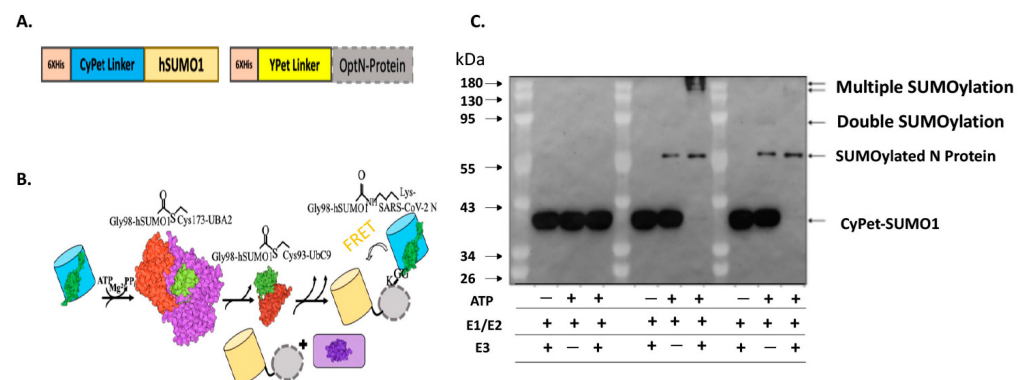 A.
6XHis CyPet Linker hSUMO1 6XHis YPet Linker OptN-Protein
B.
Gly98-hSUMO1 S Cys173-UBA2
O
ATP
Mg2+ PPi
Gly98-hSUMO1 S Cys93-UbC9
O
O Lys-
NH
Gly98-hSUMO1 SARS-CoV-2 N
FRET
K GG
+
C.
kDa
180
130
95
55
43
34
26
Multiple SUMOylation
Double SUMOylation
SUMOylated N Protein
CyPet-SUMO1
ATP — + + — + + — + +
E1/E2 + + + + + + + + +
E3 + — + + — + + — +